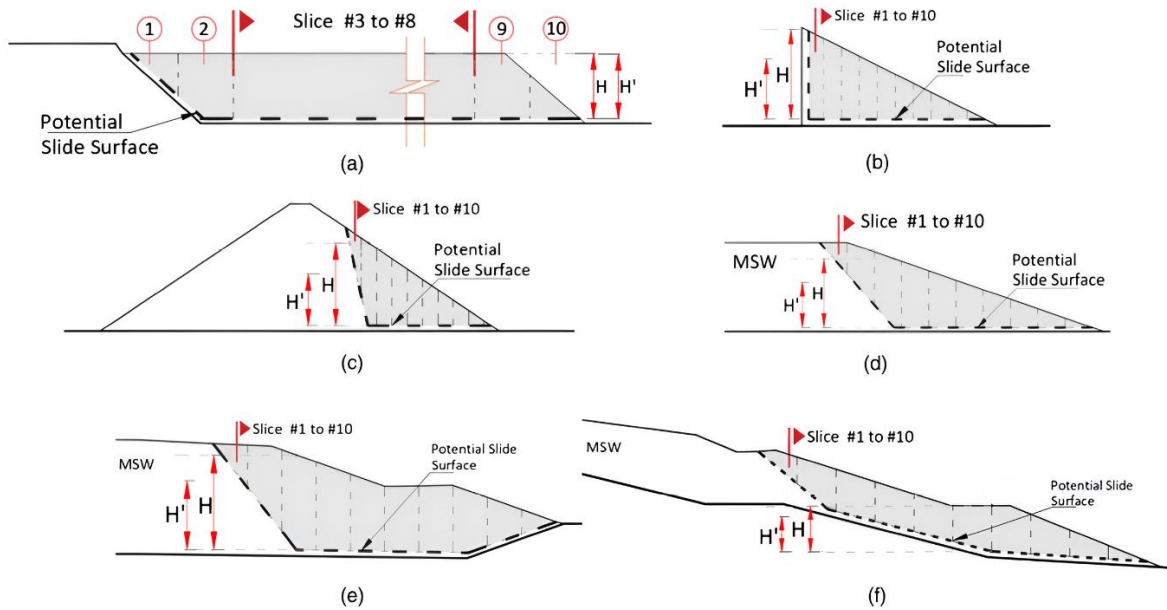 1
2
Slice #3 to #8
9
10
H
H'
Potential
Slide Surface
(a)
Slice #1 to #10
H'
H
Potential
Slide Surface
(b)
Slice #1 to #10
H'
H
Potential
Slide Surface
(c)
Slice #1 to #10
MSW
H'
H
Potential
Slide Surface
(d)
Slice #1 to #10
MSW
H'
H
Potential Slide
Surface
(e)
Slice #1 to #10
MSW
H'
H
Potential Slide
Surface
(f)